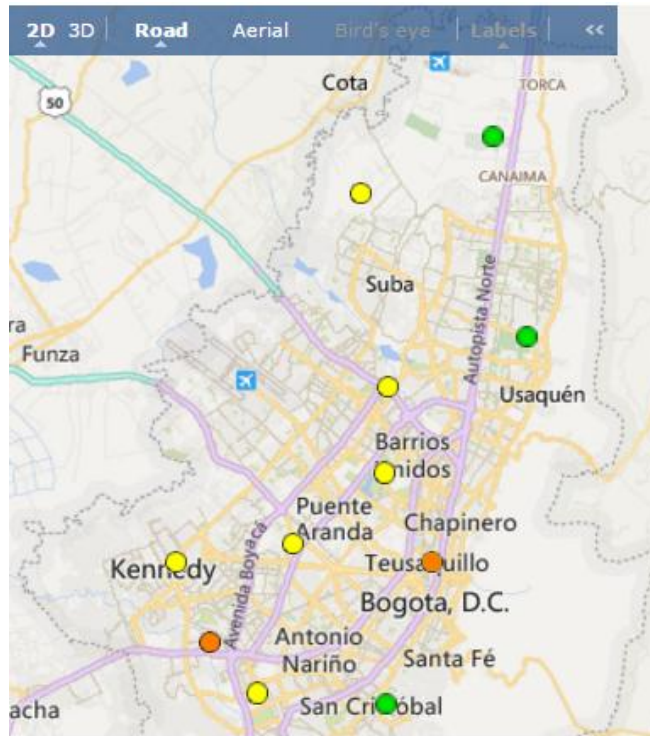 2D 3D | Road Aerial Bird's eye | Labels | <<
Cota
TORCA
50
CANAIMA
Suba
Autopista Norte
ra
Funza
Usaquén
Barrios
Unidos
Puente
Aranda
Chapinero
Avenida Boyacá
Kennedy
Teusaquillo
Bogota, D.C.
Antonio
Nariño
Santa Fé
San Cristóbal
acha